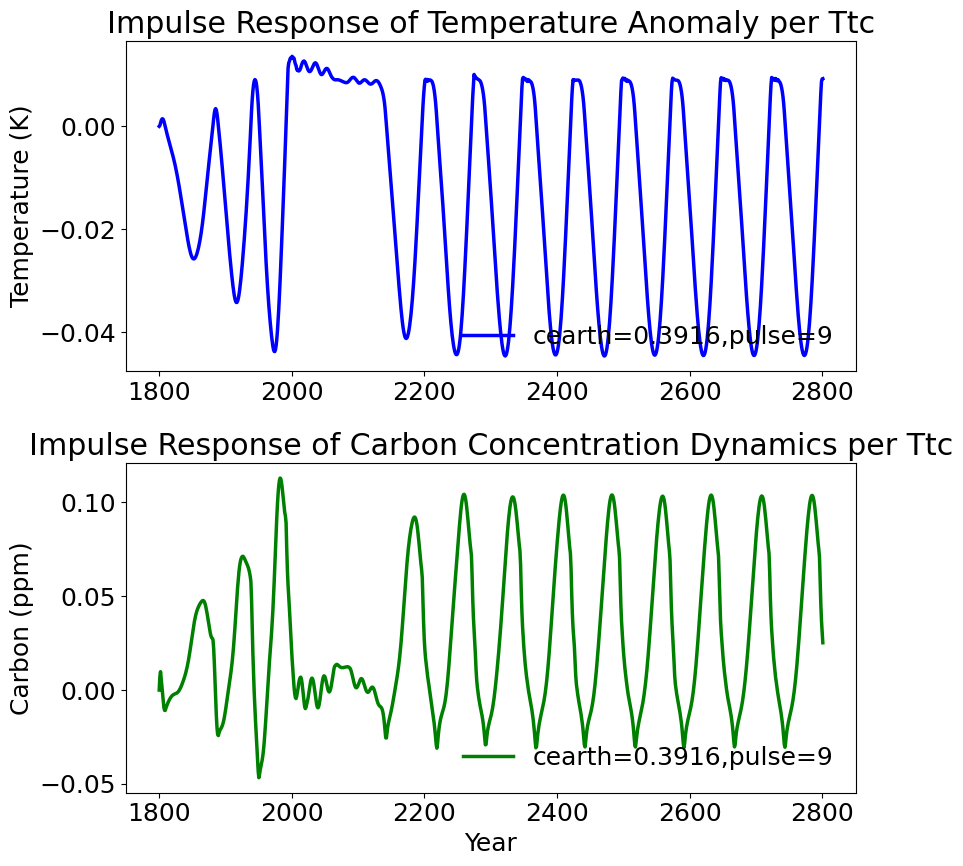 Impulse Response of Temperature Anomaly per Ttc
Temperature (K)
0.00
−0.02
−0.04
cearth=0.3916,pulse=9
1800 2000 2200 2400 2600 2800
Impulse Response of Carbon Concentration Dynamics per Ttc
Carbon (ppm)
0.10
0.05
0.00
−0.05
cearth=0.3916,pulse=9
1800 2000 2200 2400 2600 2800
Year